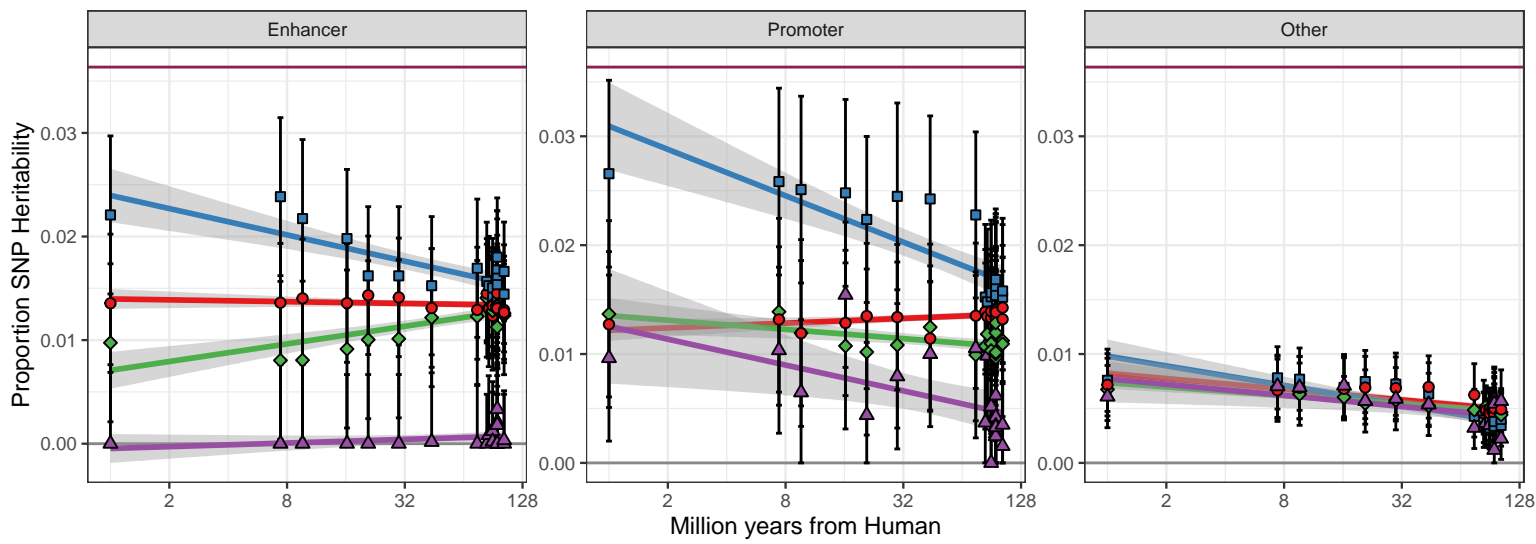 Enhancer
Promoter
Other
Proportion SNP Heritability
0.03
0.02
0.01
0.00
0.03
0.02
0.01
0.00
0.03
0.02
0.01
0.00
2 8 32 128
2 8 32 128
2 8 32 128
Million years from Human